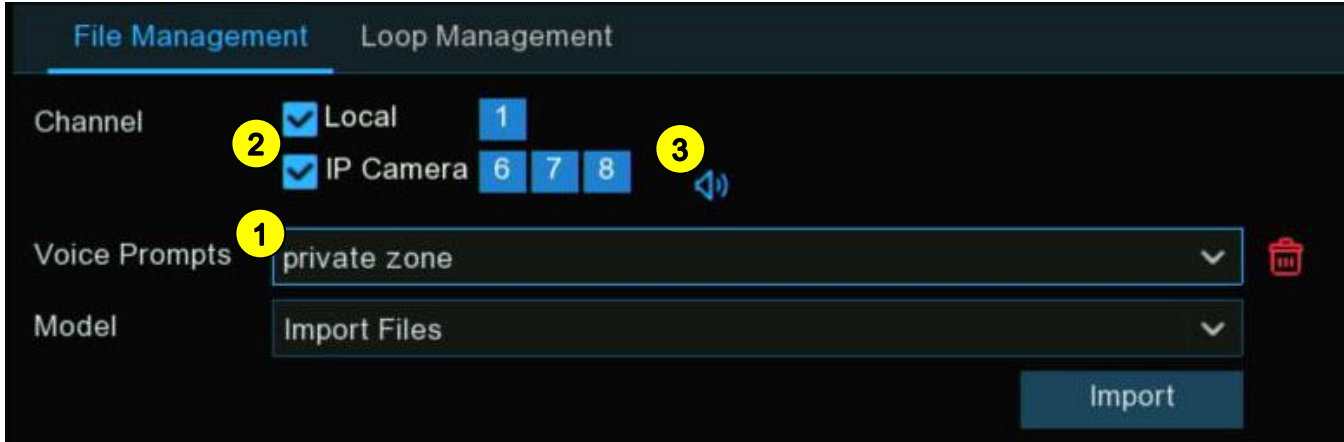 File Management Loop Management
Channel Local 1
2 3
IP Camera 6 7 8
1
Voice Prompts private zone
Model Import Files
Import